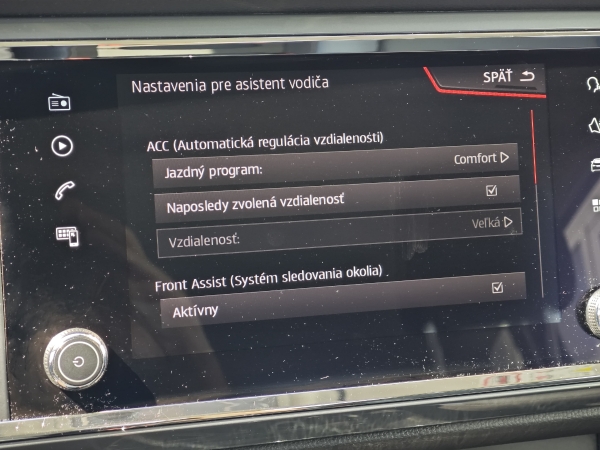 Nastavenia pre asistent vodiča
SPÄŤ
ACC (Automatická regulácia vzdialenosti)
Jazdný program:
Comfort
Naposledy zvolená vzdialenosť
Vzdialenosť:
Veľká
Front Assist (Systém sledovania okolia)
Aktívny